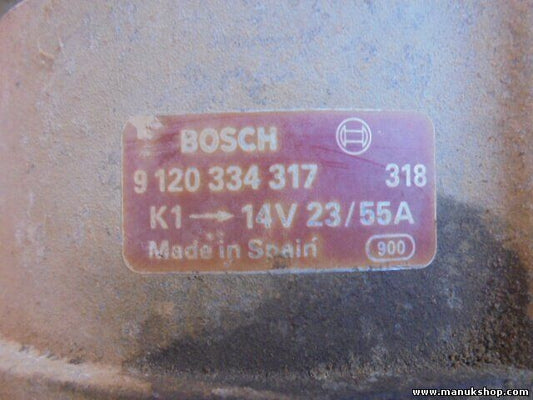 BOSCH
9 120 334 317 318
K1 → 14V 23/55A
Made in Spain 900
www.manukshop.com